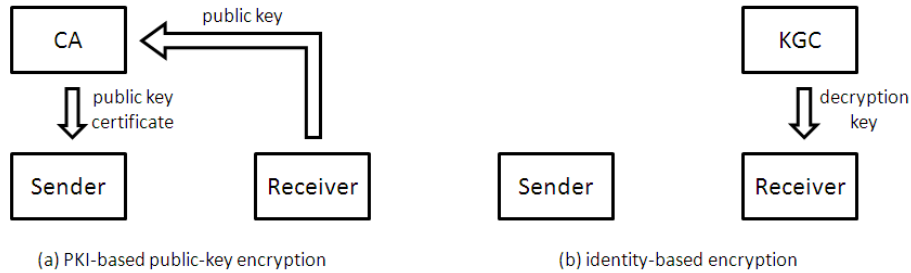 public key
CA
KGC
public key
certificate
decryption
key
Sender
Receiver
Sender
Receiver
(a) PKI-based public-key encryption
(b) identity-based encryption